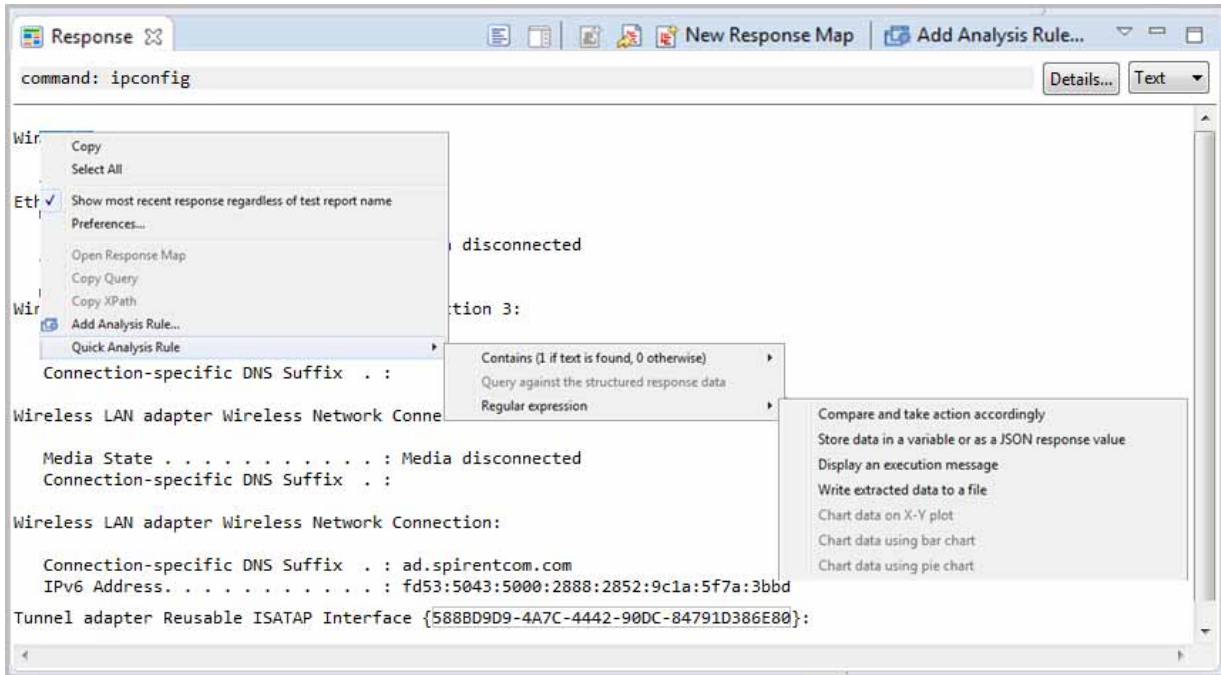 Response
New Response Map
Add Analysis Rule...
command: ipconfig
Details...
Text
Copy
Select All
Show most recent response regardless of test report name
Preferences...
disconnected
Open Response Map
Copy Query
Copy XPath
tion 3:
Add Analysis Rule...
Quick Analysis Rule
Contains (1 if text is found, 0 otherwise)
Connection-specific DNS Suffix . :
Query against the structured response data
Regular expression
Wireless LAN adapter Wireless Network Conne
Compare and take action accordingly
Store data in a variable or as a JSON response value
Media State . . . . . . . . . . . : Media disconnected
Display an execution message
Connection-specific DNS Suffix . :
Write extracted data to a file
Chart data on X-Y plot
Wireless LAN adapter Wireless Network Connection:
Chart data using bar chart
Connection-specific DNS Suffix . : ad.spirentcom.com
Chart data using pie chart
IPv6 Address. . . . . . . . . . . : fd53:5043:5000:2888:2852:9c1a:5f7a:3bbd
Tunnel adapter Reusable ISATAP Interface {588BD9D9-4A7C-4442-90DC-84791D386E80}: